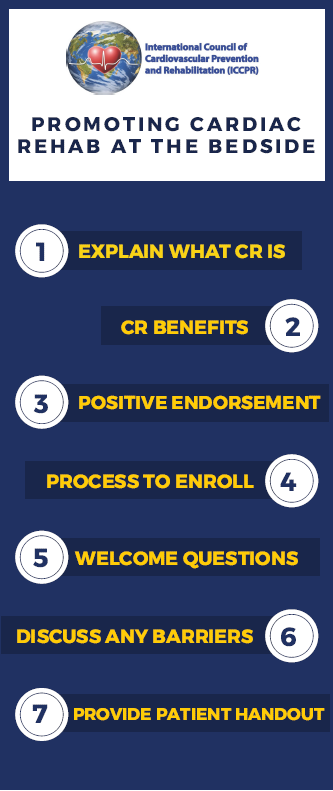 International Council of
Cardiovascular Prevention
and Rehabilitation (ICCPR)
PROMOTING CARDIAC
REHAB AT THE BEDSIDE
1 EXPLAIN WHAT CR IS
CR BENEFITS 2
3 POSITIVE ENDORSEMENT
PROCESS TO ENROLL 4
5 WELCOME QUESTIONS
DISCUSS ANY BARRIERS 6
7 PROVIDE PATIENT HANDOUT